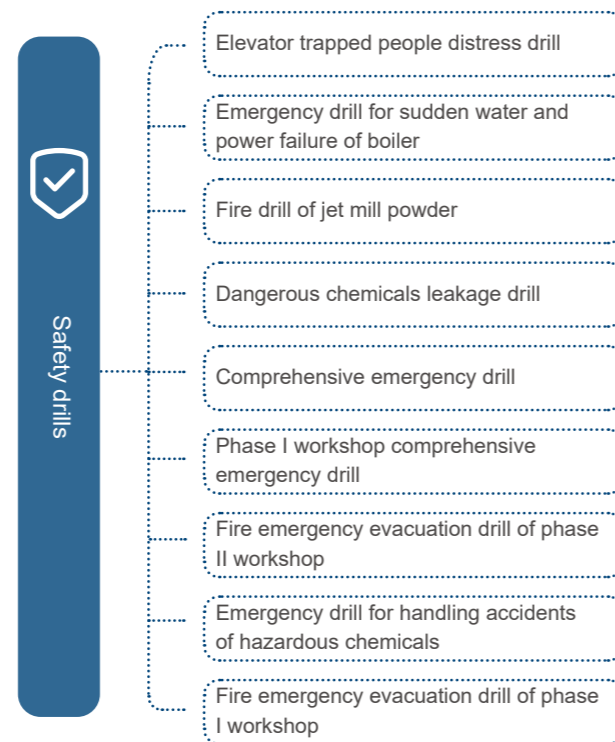 Safety drills
Elevator trapped people distress drill
Emergency drill for sudden water and
power failure of boiler
Fire drill of jet mill powder
Dangerous chemicals leakage drill
Comprehensive emergency drill
Phase I workshop comprehensive
emergency drill
Fire emergency evacuation drill of phase
II workshop
Emergency drill for handling accidents
of hazardous chemicals
Fire emergency evacuation drill of phase
I workshop